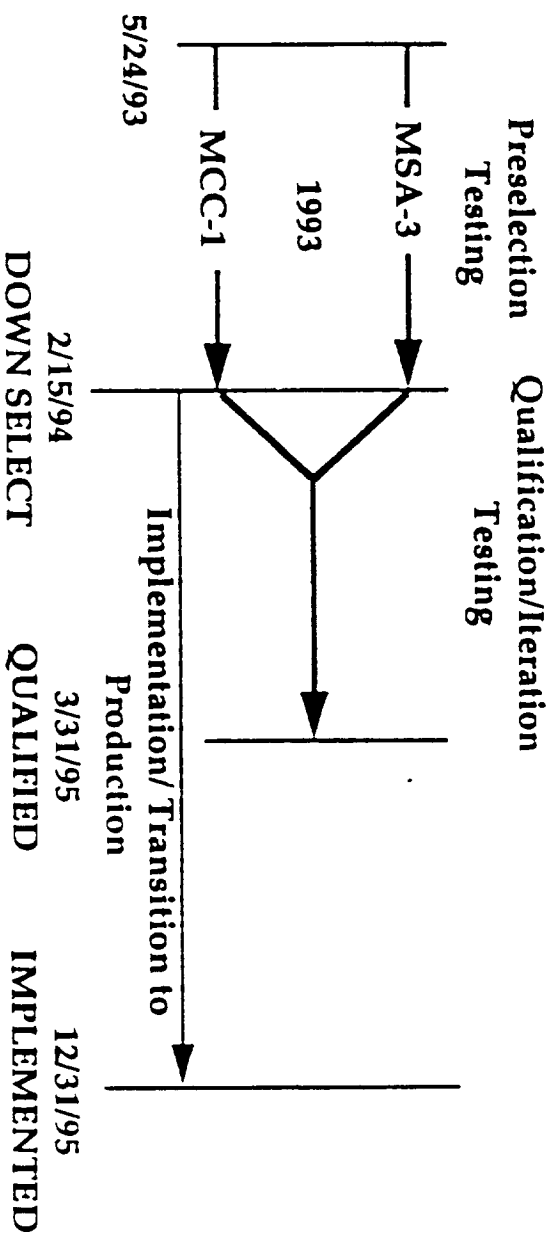 Preselection
Testing
Qualification/Iteration
Testing
MSA-3
1993
MCC-1
5/24/93
Implementation/ Transition to
Production
2/15/94
DOWN SELECT
3/31/95
QUALIFIED
12/31/95
IMPLEMENTED